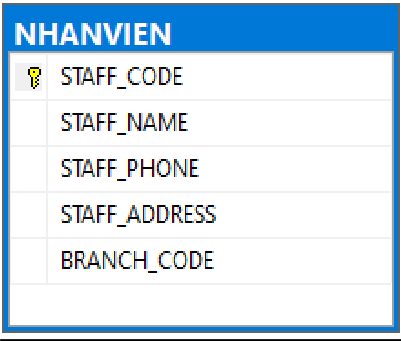 NHANVIEN
STAFF_CODE
STAFF_NAME
STAFF_PHONE
STAFF_ADDRESS
BRANCH_CODE